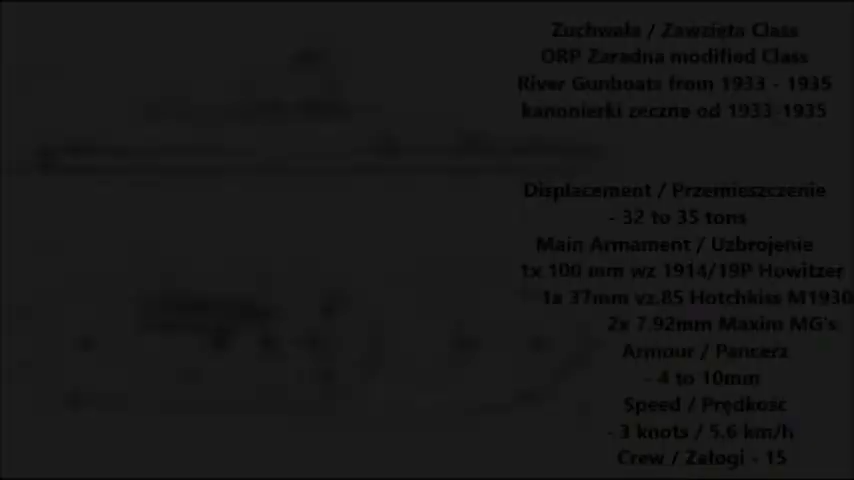 Zuchwała / Zawzięta Class
ORP Zaradna modified Class
River Gunboats from 1933 - 1935
kanonierki zeczne od 1933-1935
Displacement / Przemieszczenie
- 32 to 35 tons
Main Armament / Uzbrojenie
1x 100 mm wz 1914/19P Howitzer
1x 37mm vz.85 Hotchkiss M1930
2x 7.92mm Maxim MG's
Armour / Pancerz
- 4 to 10mm
Speed / Prędkość
- 3 knots / 5.6 km/h
Crew / Załogi - 15